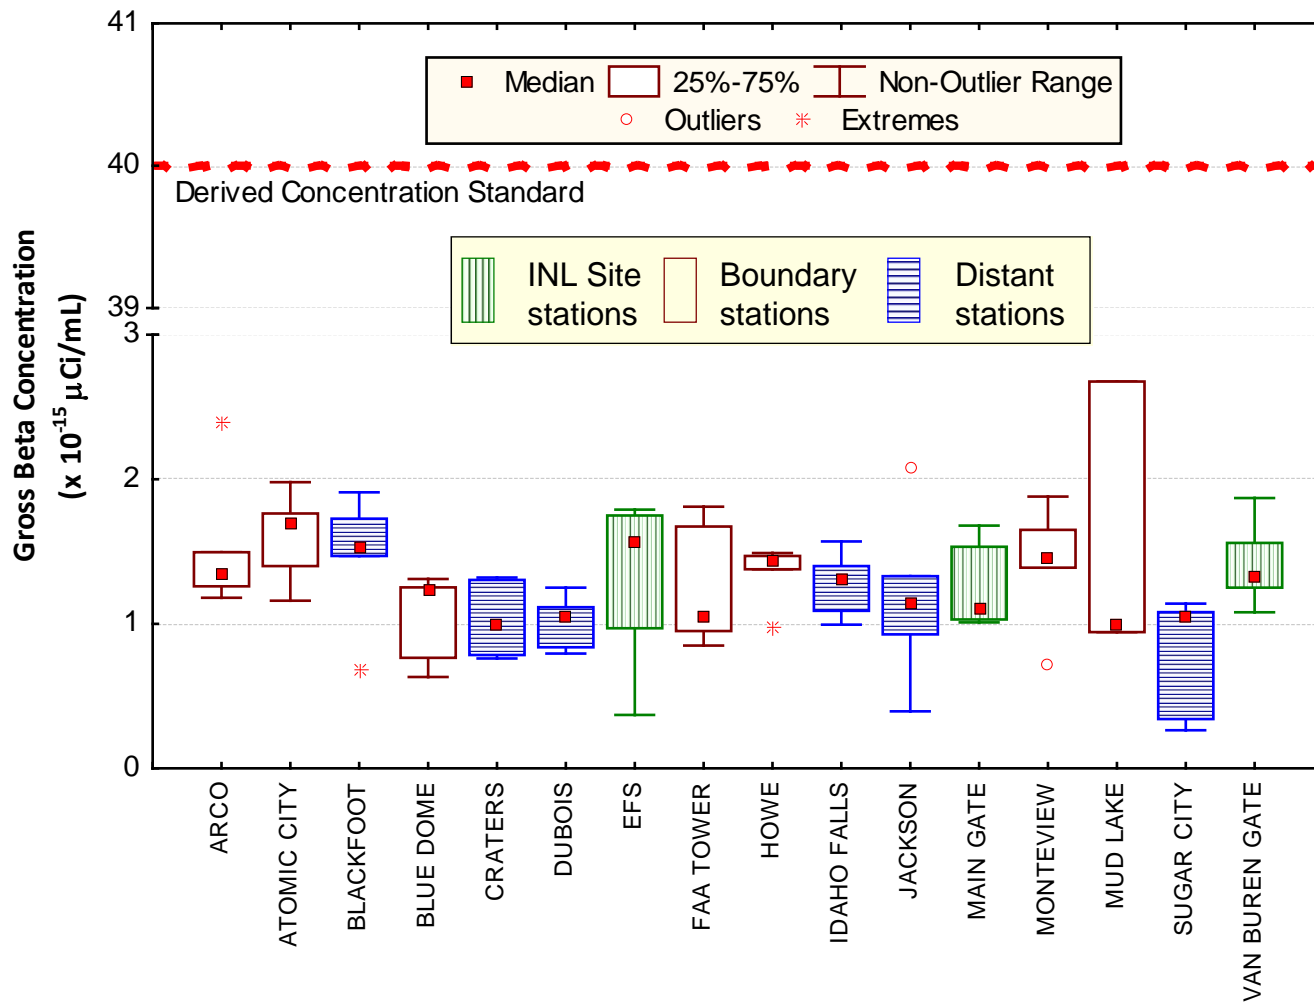 Gross Beta Concentration
(x 10-15 μCi/mL)
41
40
39
3
2
1
0
Median 25%-75% Non-Outlier Range
Outliers Extremes
Derived Concentration Standard
INL Site stations
Boundary stations
Distant stations
ARCO
ATOMIC CITY
BLACKFOOT
BLUE DOME
CRATERS
DUBOIS
EFS
FAA TOWER
HOWE
IDAHO FALLS
JACKSON
MAIN GATE
MONTEVIEW
MUD LAKE
SUGAR CITY
VAN BUREN GATE